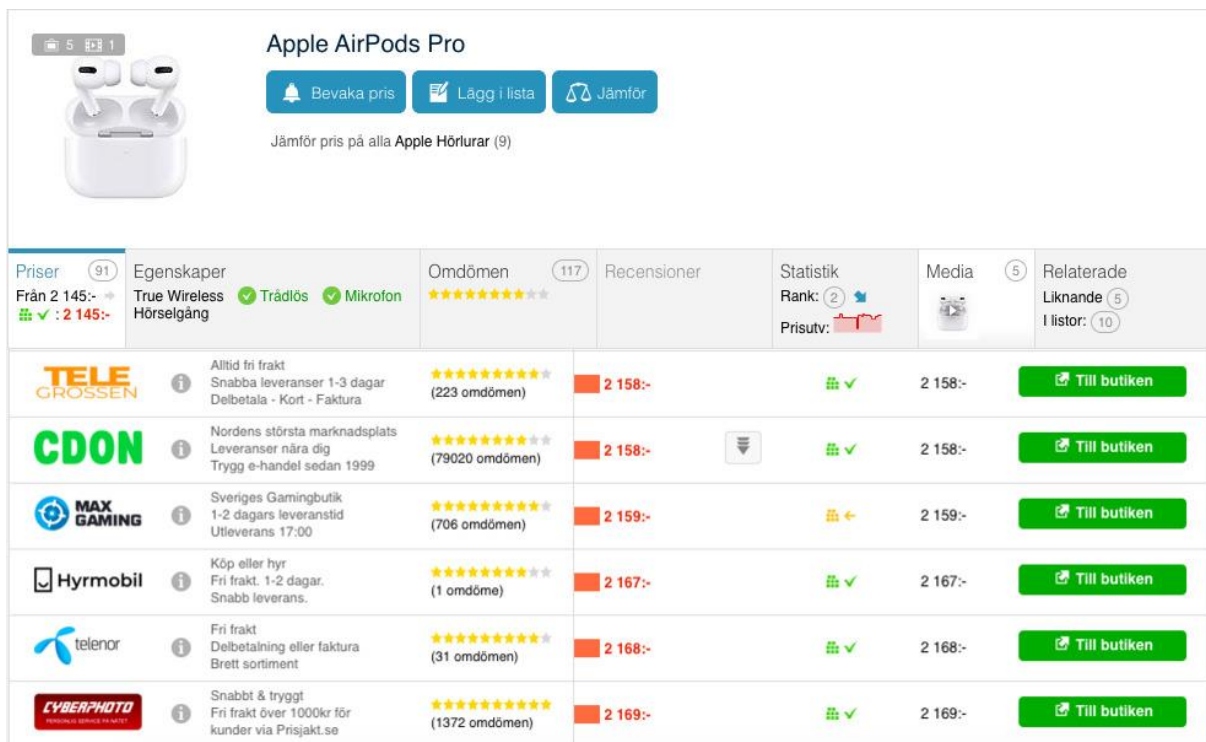 5 1
Apple AirPods Pro
Bevaka pris
Lägg i lista
Jämför
Jämför pris på alla Apple Hörlurar (9)
Priser 91
Från 2 145:-
: 2 145:-
Egenskaper
True Wireless Trådlös Mikrofon
Hörselgång
Omdömen 117
Recensioner
Statistik
Rank: 2
Prisutv:
Media 5
Relaterade
Liknande 5
I listor: 10
TELE
GROSSEN
Alltid fri frakt
Snabba leveranser 1-3 dagar
Delbetala - Kort - Faktura
(223 omdömen)
2 158:-
2 158:-
Till butiken
CDON
Nordens största marknadsplats
Leveranser nära dig
Trygg e-handel sedan 1999
(79020 omdömen)
2 158:-
2 158:-
Till butiken
MAX
GAMING
Sveriges Gamingbutik
1-2 dagars leveranstid
Utleverans 17:00
(706 omdömen)
2 159:-
2 159:-
Till butiken
Hyrmobil
Köp eller hyr
Fri frakt. 1-2 dagar.
Snabb leverans.
(1 omdöme)
2 167:-
2 167:-
Till butiken
telenor
Fri frakt
Delbetalning eller faktura
Brett sortiment
(31 omdömen)
2 168:-
2 168:-
Till butiken
CYBERPHOTO
PERSONLIG SERVICE PÅ NÄTET
Snabbt & tryggt
Fri frakt över 1000kr för
kunder via Prisjakt.se
(1372 omdömen)
2 169:-
2 169:-
Till butiken